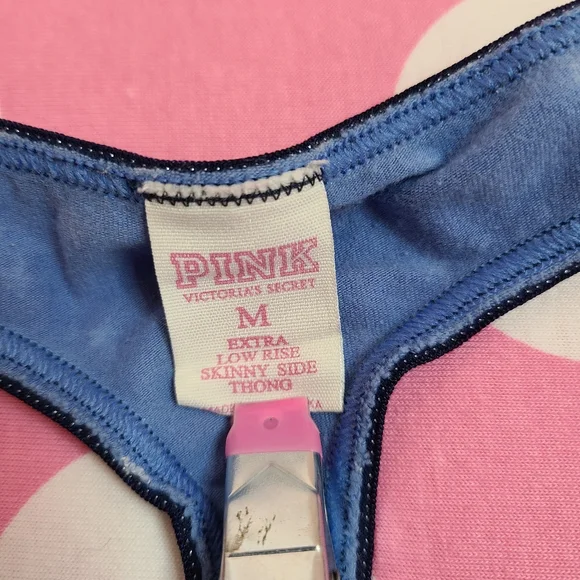 PINK
VICTORIA'S SECRET
M
EXTRA
LOW RISE
SKINNY SIDE
THONG